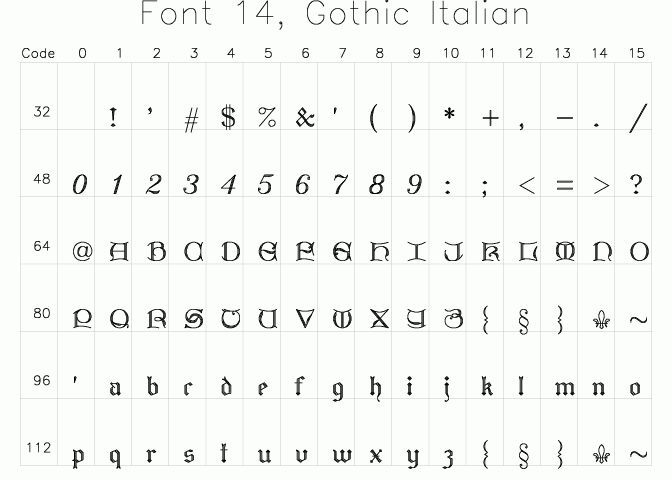 Font 14, Gothic Italian
Code 0 1 2 3 4 5 6 7 8 9 10 11 12 13 14 15
32 ! ’ # $ % & ' ( ) * + , − . /
48 0 1 2 3 4 5 6 7 8 9 : ; < = > ?
64 @ A B C D E F G H I J K L M N O
80 P Q R S T U V W X Y Z { § } ⚜ ~
96 ' a b c d e f g h i j k l m n o
112 p q r s t u v w x y z { § } ⚜ ~